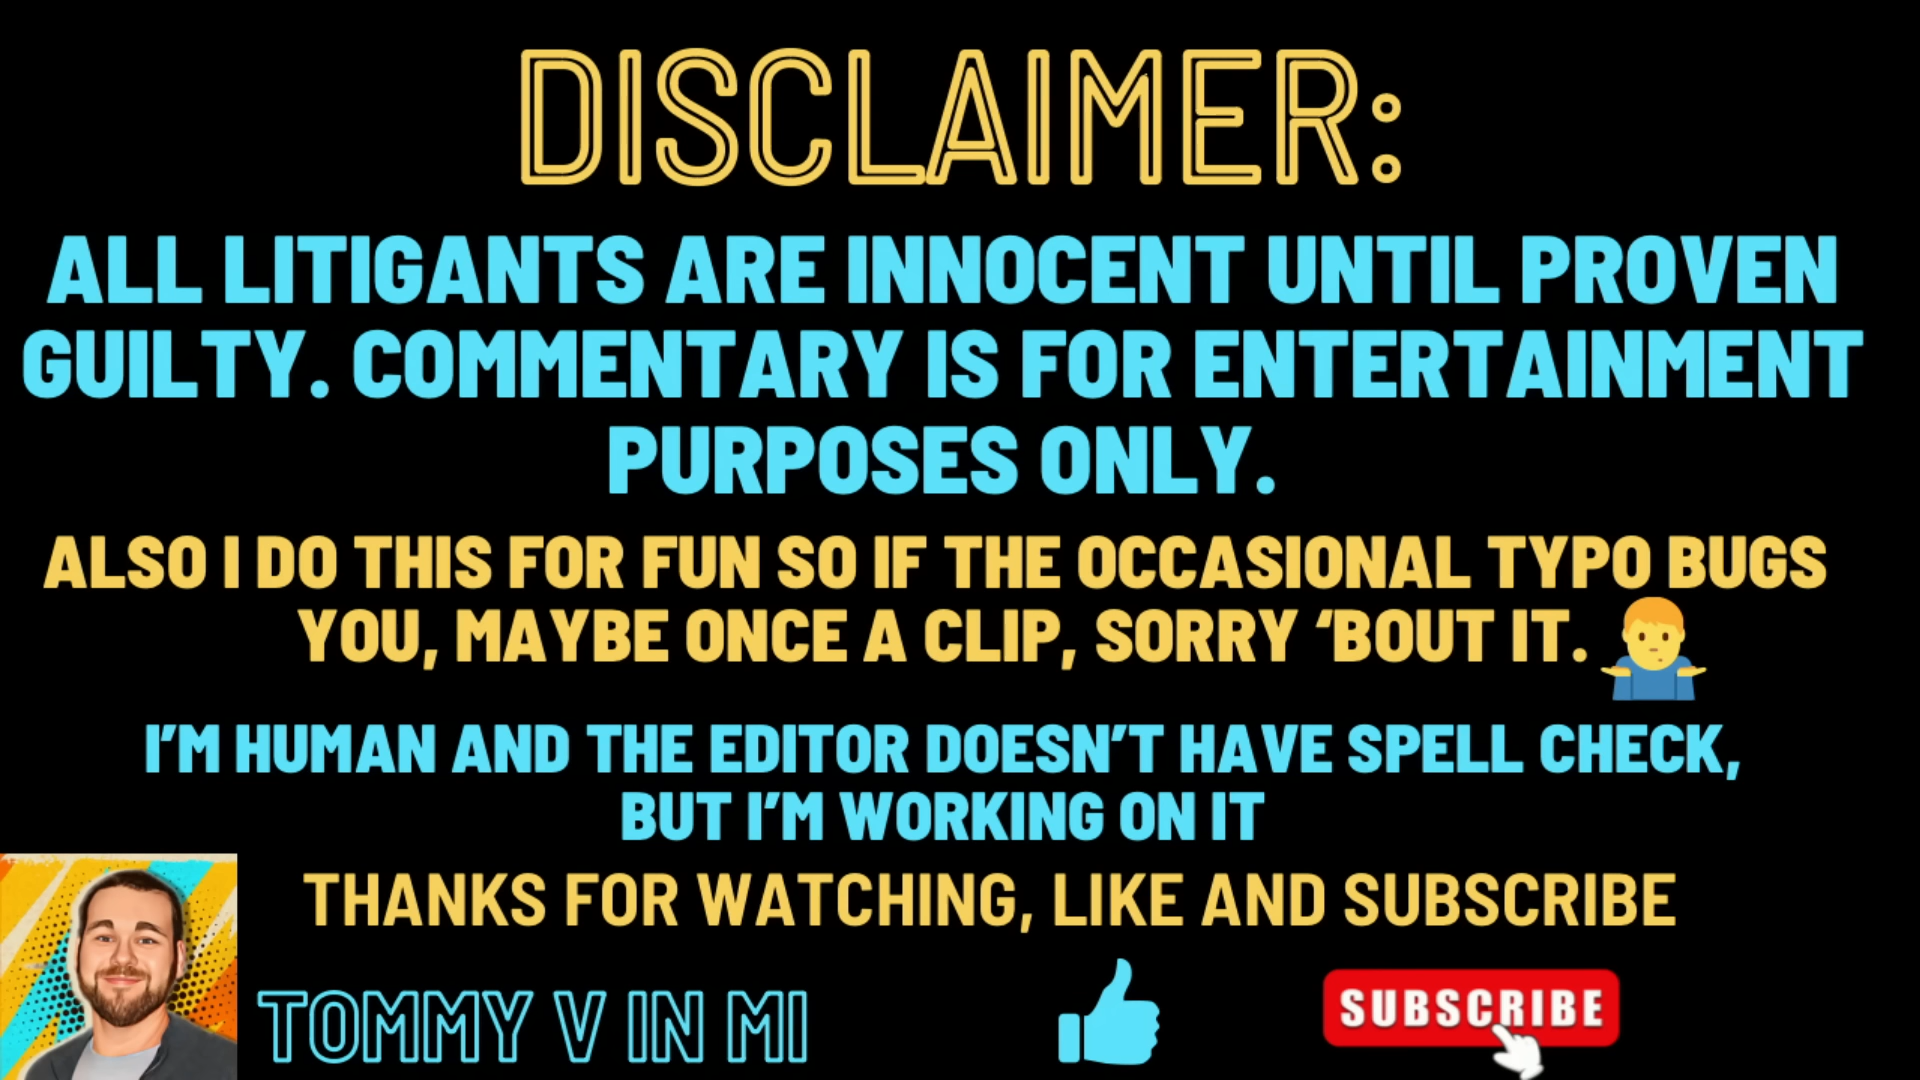 DISCLAIMER:
ALL LITIGANTS ARE INNOCENT UNTIL PROVEN
GUILTY. COMMENTARY IS FOR ENTERTAINMENT
PURPOSES ONLY.
ALSO I DO THIS FOR FUN SO IF THE OCCASIONAL TYPO BUGS
YOU, MAYBE ONCE A CLIP, SORRY ‘BOUT IT.
I’M HUMAN AND THE EDITOR DOESN’T HAVE SPELL CHECK,
BUT I’M WORKING ON IT
THANKS FOR WATCHING, LIKE AND SUBSCRIBE
TOMMY V IN MI
SUBSCRIBE